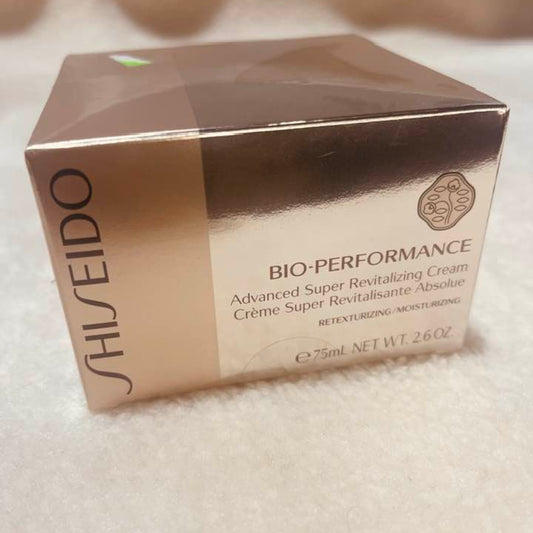 SHISEIDO
BIO-PERFORMANCE
Advanced Super Revitalizing Cream
Crème Super Revitalisante Absolue
RETEXTURIZING/MOISTURIZING
℮75mL NET WT. 2.6 OZ.